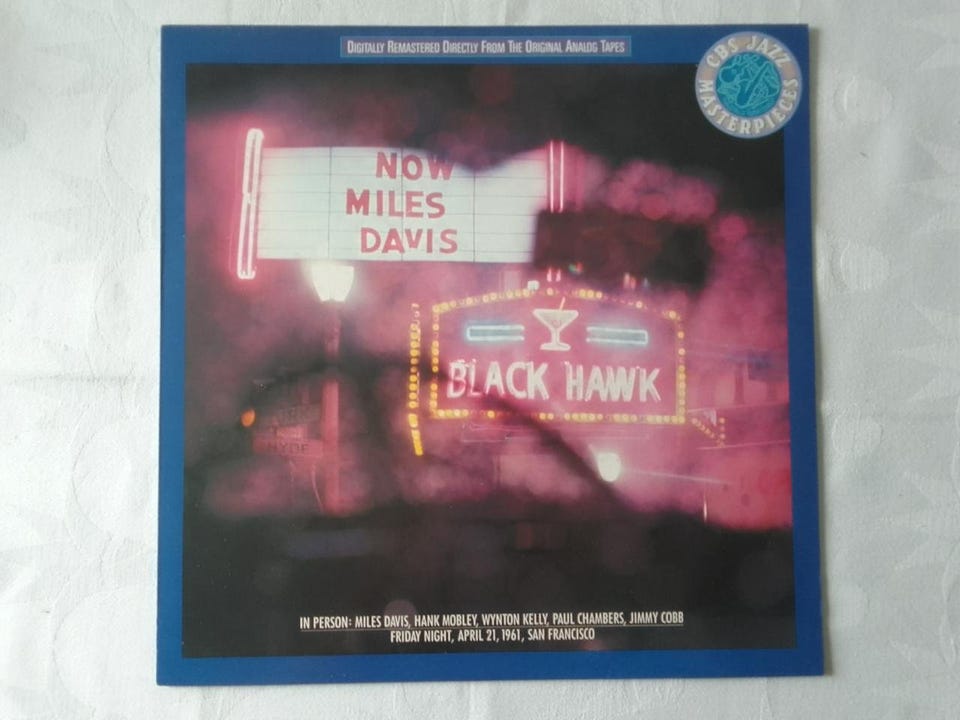 Digitally Remastered Directly From The Original Analog Tapes
CBS JAZZ
MASTERPIECES
NOW
MILES
DAVIS
BLACK HAWK
HYDE
IN PERSON: MILES DAVIS, HANK MOBLEY, WYNTON KELLY, PAUL CHAMBERS, JIMMY COBB
FRIDAY NIGHT, APRIL 21, 1961, SAN FRANCISCO